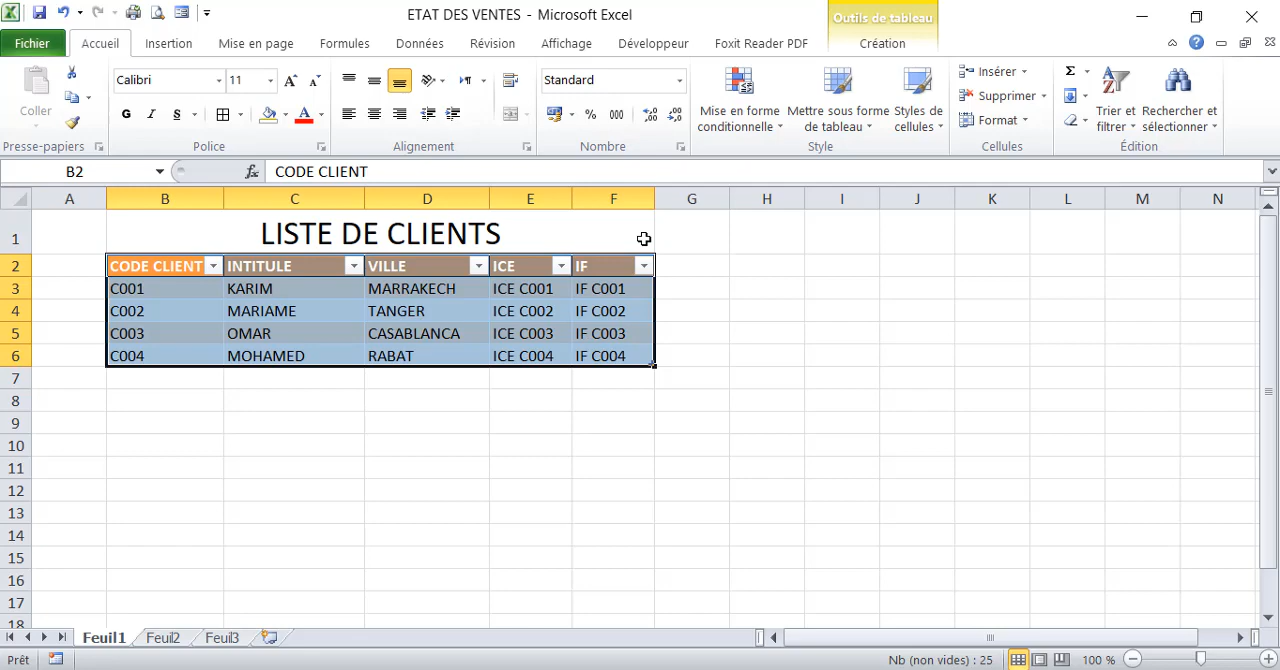 ETAT DES VENTES - Microsoft Excel
Outils de tableau
Fichier Accueil Insertion Mise en page Formules Données Révision Affichage Développeur Foxit Reader PDF Création
Coller
Calibri 11
Standard
G I S
% 000
Mise en forme conditionnelle
Mettre sous forme de tableau
Styles de cellules
Insérer
Supprimer
Format
Σ
Trier et filtrer
Rechercher et sélectionner
Presse-papiers Police Alignement Nombre Style Cellules Édition
B2 fx CODE CLIENT
A B C D E F G H I J K L M N
1 LISTE DE CLIENTS
2 CODE CLIENT INTITULE VILLE ICE IF
3 C001 KARIM MARRAKECH ICE C001 IF C001
4 C002 MARIAME TANGER ICE C002 IF C002
5 C003 OMAR CASABLANCA ICE C003 IF C003
6 C004 MOHAMED RABAT ICE C004 IF C004
7
8
9
10
11
12
13
14
15
16
17
18
Feuil1 Feuil2 Feuil3
Prêt Nb (non vides) : 25 100 %